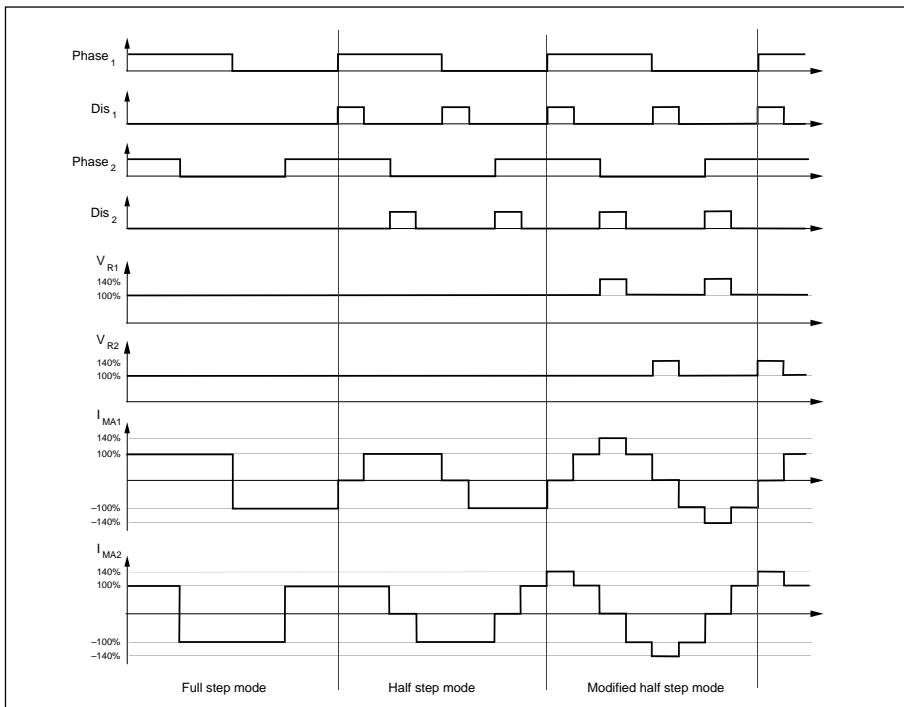 Phase 1
Dis 1
Phase 2
Dis 2
V R1
140%
100%
V R2
140%
100%
I MA1
140%
100%
–100%
–140%
I MA2
140%
100%
–100%
–140%
Full step mode Half step mode Modified half step mode